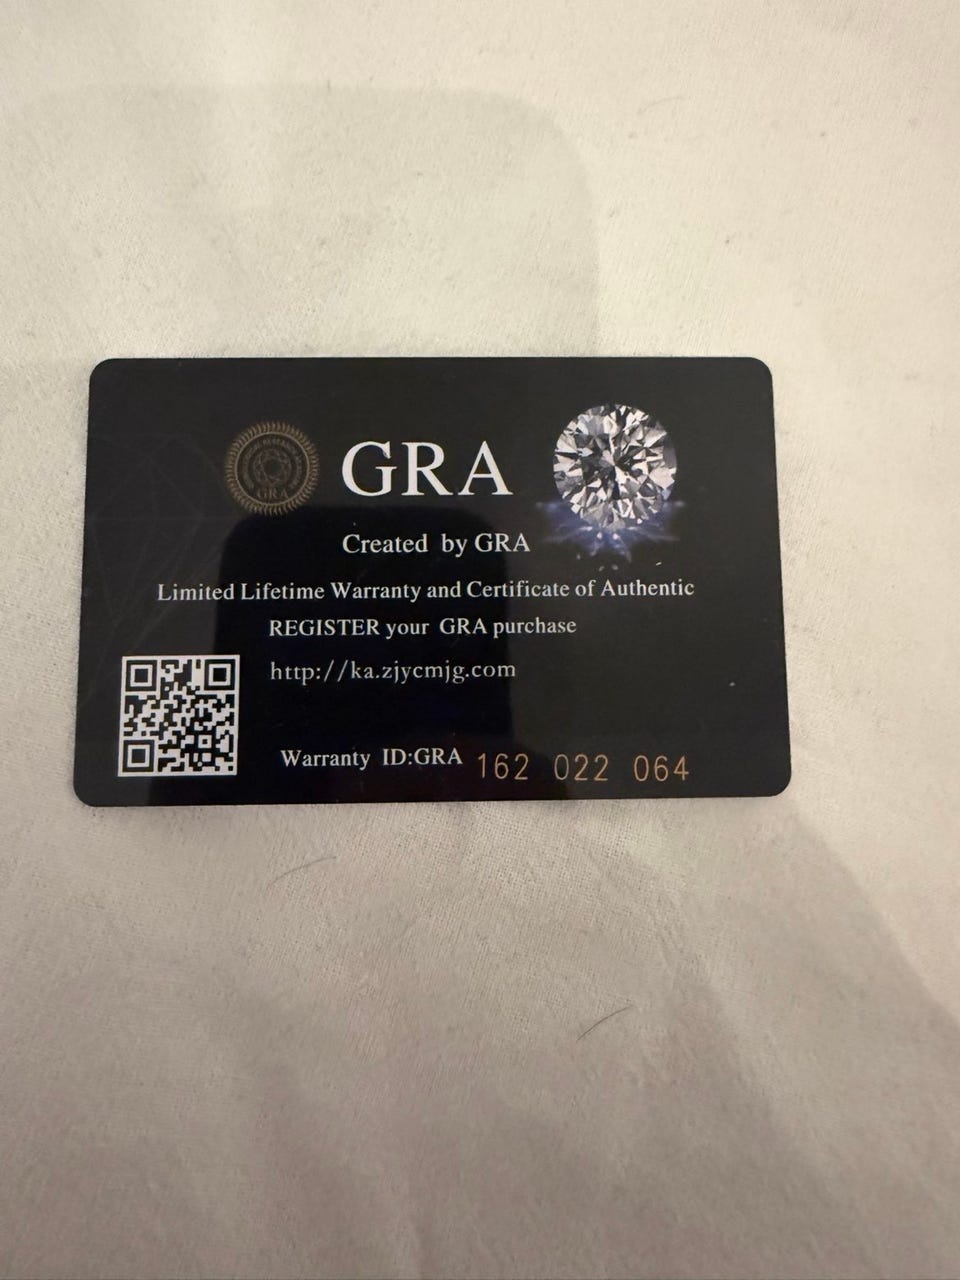 GRA
GRA
Created by GRA
Limited Lifetime Warranty and Certificate of Authentic
REGISTER your GRA purchase
http://ka.zjycmjg.com
Warranty ID:GRA 162 022 064